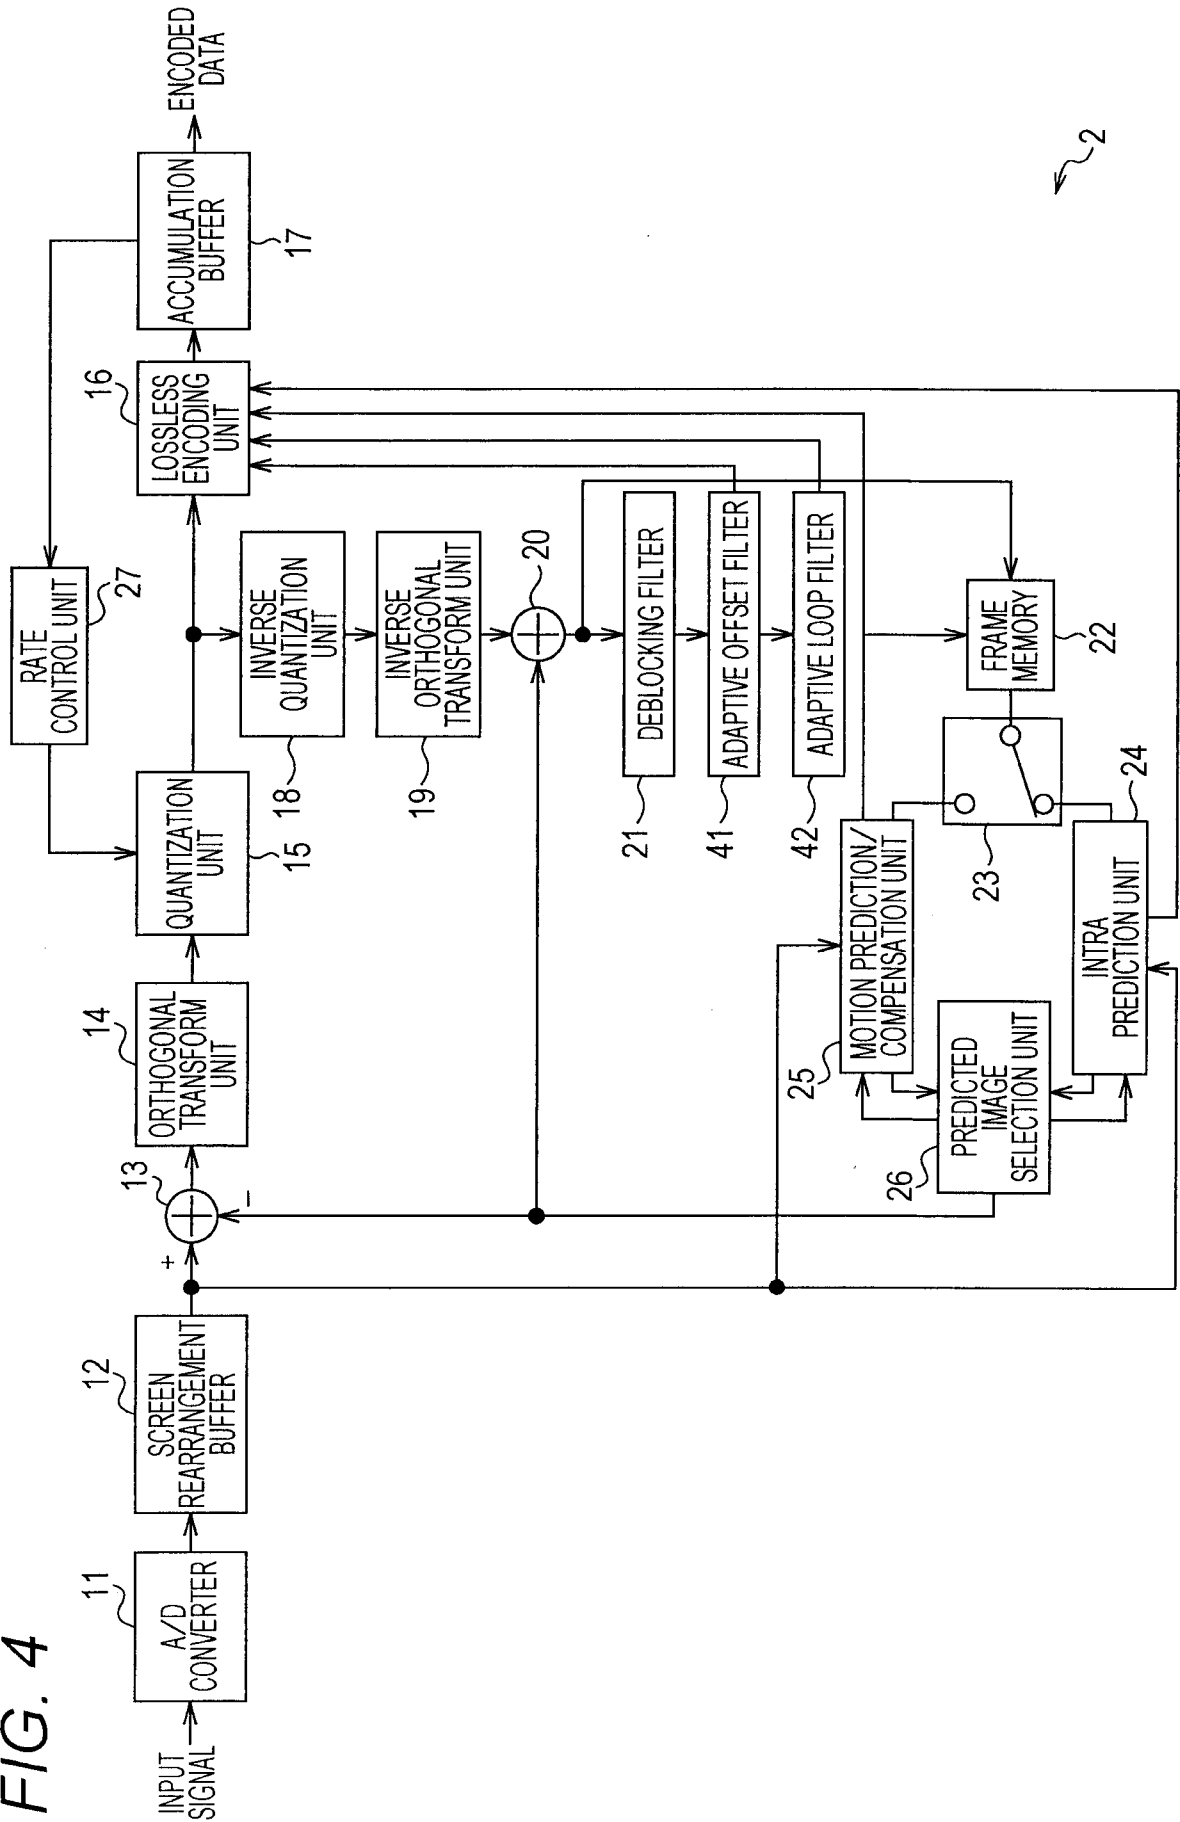 FIG. 4
2
INPUT
SIGNAL
11
A/D
CONVERTER
12
SCREEN
REARRANGEMENT
BUFFER
+
13
-
14
ORTHOGONAL
TRANSFORM
UNIT
15
QUANTIZATION
UNIT
RATE
CONTROL UNIT
27
16
LOSSLESS
ENCODING
UNIT
ACCUMULATION
BUFFER
17
ENCODED
DATA
18
INVERSE
QUANTIZATION
UNIT
19
INVERSE
ORTHOGONAL
TRANSFORM UNIT
20
21
DEBLOCKING FILTER
41
ADAPTIVE OFFSET FILTER
42
ADAPTIVE LOOP FILTER
FRAME
MEMORY
22
23
24
INTRA
PREDICTION UNIT
25
MOTION PREDICTION/
COMPENSATION UNIT
26
PREDICTED
IMAGE
SELECTION UNIT